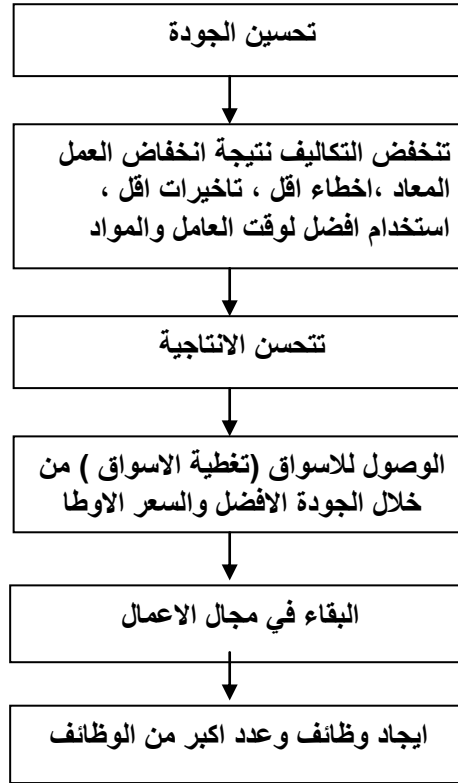 تحسين الجودة
تنخفض التكاليف نتيجة انخفاض العمل
المعاد ،اخطاء اقل ، تاخيرات اقل ،
استخدام افضل لوقت العامل والمواد
تتحسن الانتاجية
الوصول للاسواق (تغطية الاسواق ) من
خلال الجودة الافضل والسعر الاوطا
البقاء في مجال الاعمال
ايجاد وظائف وعدد اكبر من الوظائف